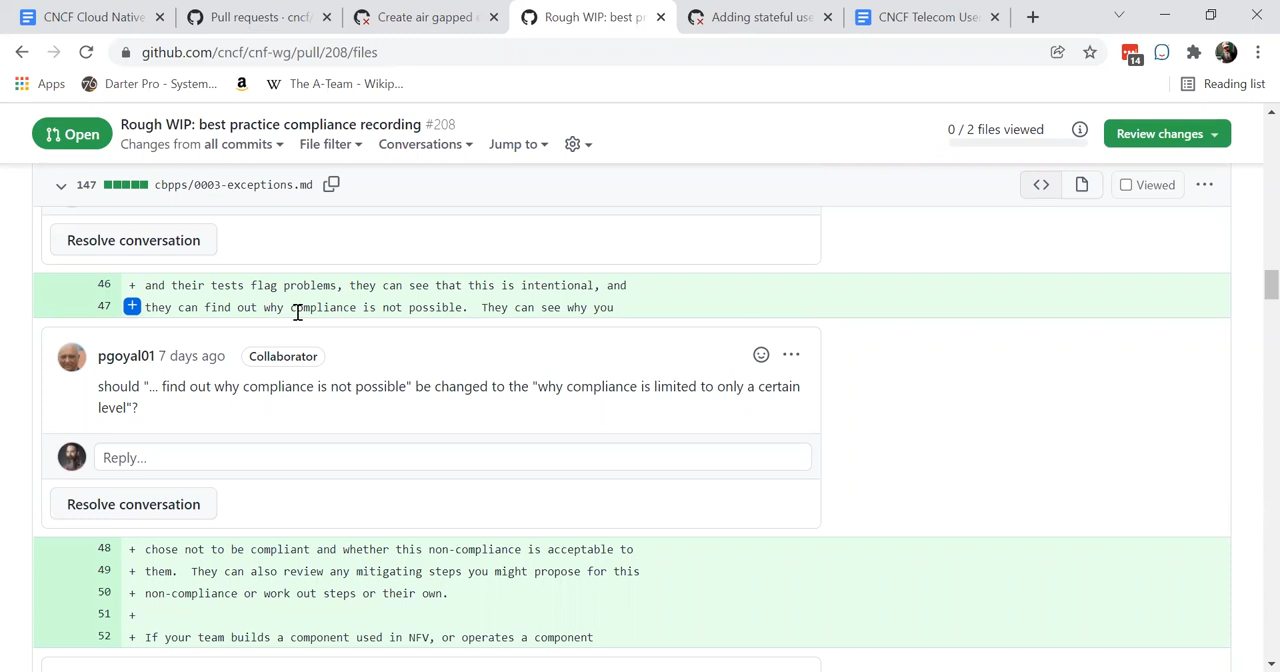 CNCF Cloud Native
Pull requests · cncf/
Create air gapped
Rough WIP: best pr
Adding stateful use
CNCF Telecom Use
github.com/cncf/cnf-wg/pull/208/files
14
Apps
76
Darter Pro - System...
a
W
The A-Team - Wikip...
Reading list
Open
Rough WIP: best practice compliance recording #208
Changes from all commits
File filter
Conversations
Jump to
0 / 2 files viewed
Review changes
147
cbpps/0003-exceptions.md
Viewed
Resolve conversation
46 + and their tests flag problems, they can see that this is intentional, and
47 + they can find out why compliance is not possible.  They can see why you
pgoyal01 7 days ago
Collaborator
should "... find out why compliance is not possible" be changed to the "why compliance is limited to only a certain
level"?
Reply...
Resolve conversation
48 + chose not to be compliant and whether this non-compliance is acceptable to
49 + them.  They can also review any mitigating steps you might propose for this
50 + non-compliance or work out steps or their own.
51 +
52 + If your team builds a component used in NFV, or operates a component